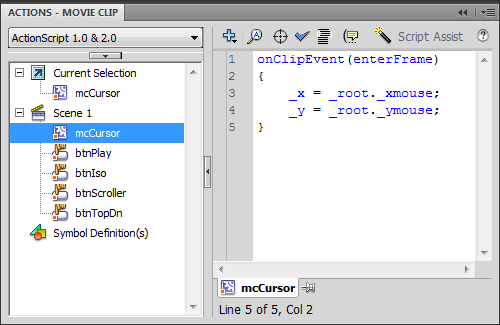 ACTIONS - MOVIE CLIP
ActionScript 1.0 & 2.0
Current Selection
mcCursor
Scene 1
mcCursor
btnPlay
btnIso
btnScroller
btnTopDn
Symbol Definition(s)
Script Assist
1 onClipEvent(enterFrame)
2 {
3 _x = _root._xmouse;
4 _y = _root._ymouse;
5 }
mcCursor
Line 5 of 5, Col 2